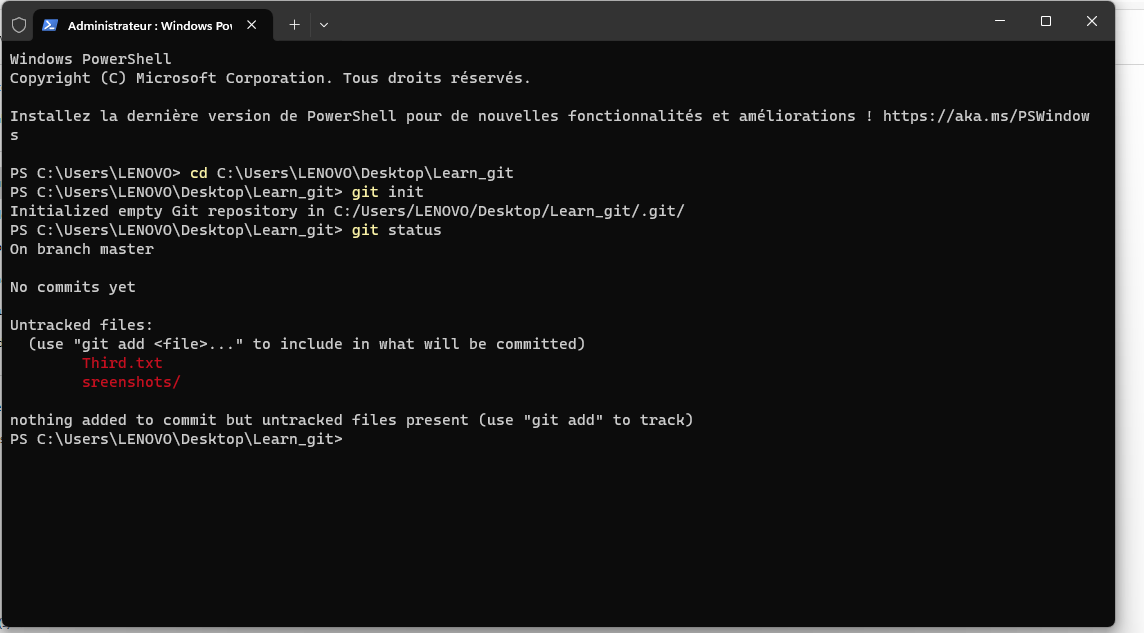 Administrateur : Windows Pov
Windows PowerShell
Copyright (C) Microsoft Corporation. Tous droits réservés.
Installez la dernière version de PowerShell pour de nouvelles fonctionnalités et améliorations ! https://aka.ms/PSWindow
s
PS C:\Users\LENOVO> cd C:\Users\LENOVO\Desktop\Learn_git
PS C:\Users\LENOVO\Desktop\Learn_git> git init
Initialized empty Git repository in C:/Users/LENOVO/Desktop/Learn_git/.git/
PS C:\Users\LENOVO\Desktop\Learn_git> git status
On branch master
No commits yet
Untracked files:
  (use "git add <file>..." to include in what will be committed)
        Third.txt
        sreenshots/
nothing added to commit but untracked files present (use "git add" to track)
PS C:\Users\LENOVO\Desktop\Learn_git>